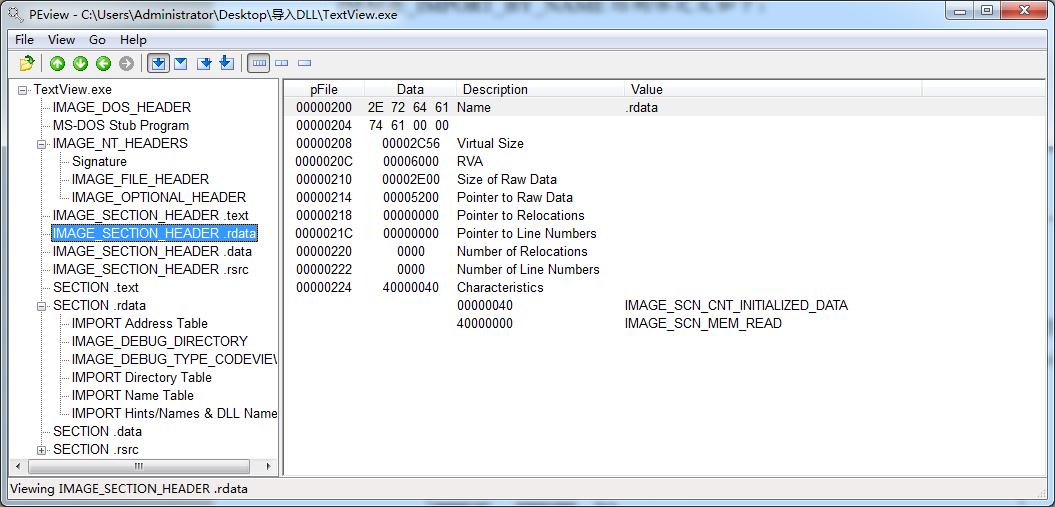 PEview - C:\Users\Administrator\Desktop\导入DLL\TextView.exe
File View Go Help
TextView.exe
IMAGE_DOS_HEADER
MS-DOS Stub Program
IMAGE_NT_HEADERS
Signature
IMAGE_FILE_HEADER
IMAGE_OPTIONAL_HEADER
IMAGE_SECTION_HEADER .text
IMAGE_SECTION_HEADER .rdata
IMAGE_SECTION_HEADER .data
IMAGE_SECTION_HEADER .rsrc
SECTION .text
SECTION .rdata
IMPORT Address Table
IMAGE_DEBUG_DIRECTORY
IMAGE_DEBUG_TYPE_CODEVIEW
IMPORT Directory Table
IMPORT Name Table
IMPORT Hints/Names & DLL Name
SECTION .data
SECTION .rsrc
pFile Data Description Value
00000200 2E 72 64 61 Name .rdata
00000204 74 61 00 00
00000208 00002C56 Virtual Size
0000020C 00006000 RVA
00000210 00002E00 Size of Raw Data
00000214 00005200 Pointer to Raw Data
00000218 00000000 Pointer to Relocations
0000021C 00000000 Pointer to Line Numbers
00000220 0000 Number of Relocations
00000222 0000 Number of Line Numbers
00000224 40000040 Characteristics
00000040 IMAGE_SCN_CNT_INITIALIZED_DATA
40000000 IMAGE_SCN_MEM_READ
Viewing IMAGE_SECTION_HEADER .rdata